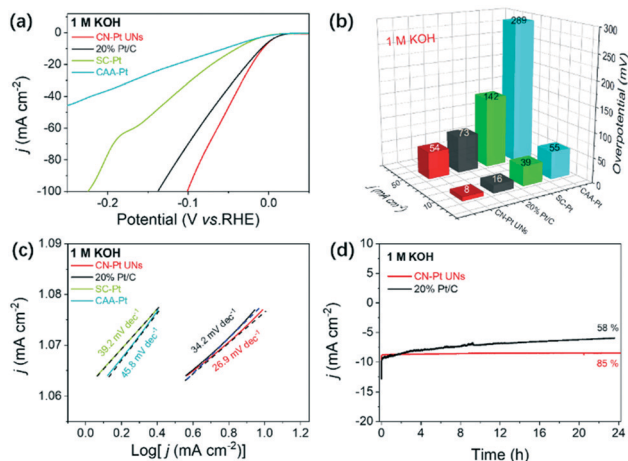 (a)
1 M KOH
CN-Pt UNs
20% Pt/C
SC-Pt
CAA-Pt
0
-20
-40
-60
-80
-100
j (mA cm⁻²)
-0.2
-0.1
0.0
Potential (V vs.RHE)
(b)
1 M KOH
289
142
73
54
55
39
16
8
300
250
200
150
100
50
0
Overpotential (mV)
50
10
j (mA cm⁻²)
CN-Pt UNs
20% Pt/C
SC-Pt
CAA-Pt
(c)
1 M KOH
CN-Pt UNs
20% Pt/C
SC-Pt
CAA-Pt
39.2 mV dec⁻¹
45.8 mV dec⁻¹
34.2 mV dec⁻¹
26.9 mV dec⁻¹
1.09
1.08
1.07
1.06
j (mA cm⁻²)
0.0
0.2
0.4
0.6
0.8
1.0
1.2
Log[ j (mA cm⁻²)]
(d)
1 M KOH
CN-Pt UNs
20% Pt/C
58 %
85 %
10
5
0
-5
-10
-15
-20
j (mA cm⁻²)
0
4
8
12
16
20
24
Time (h)